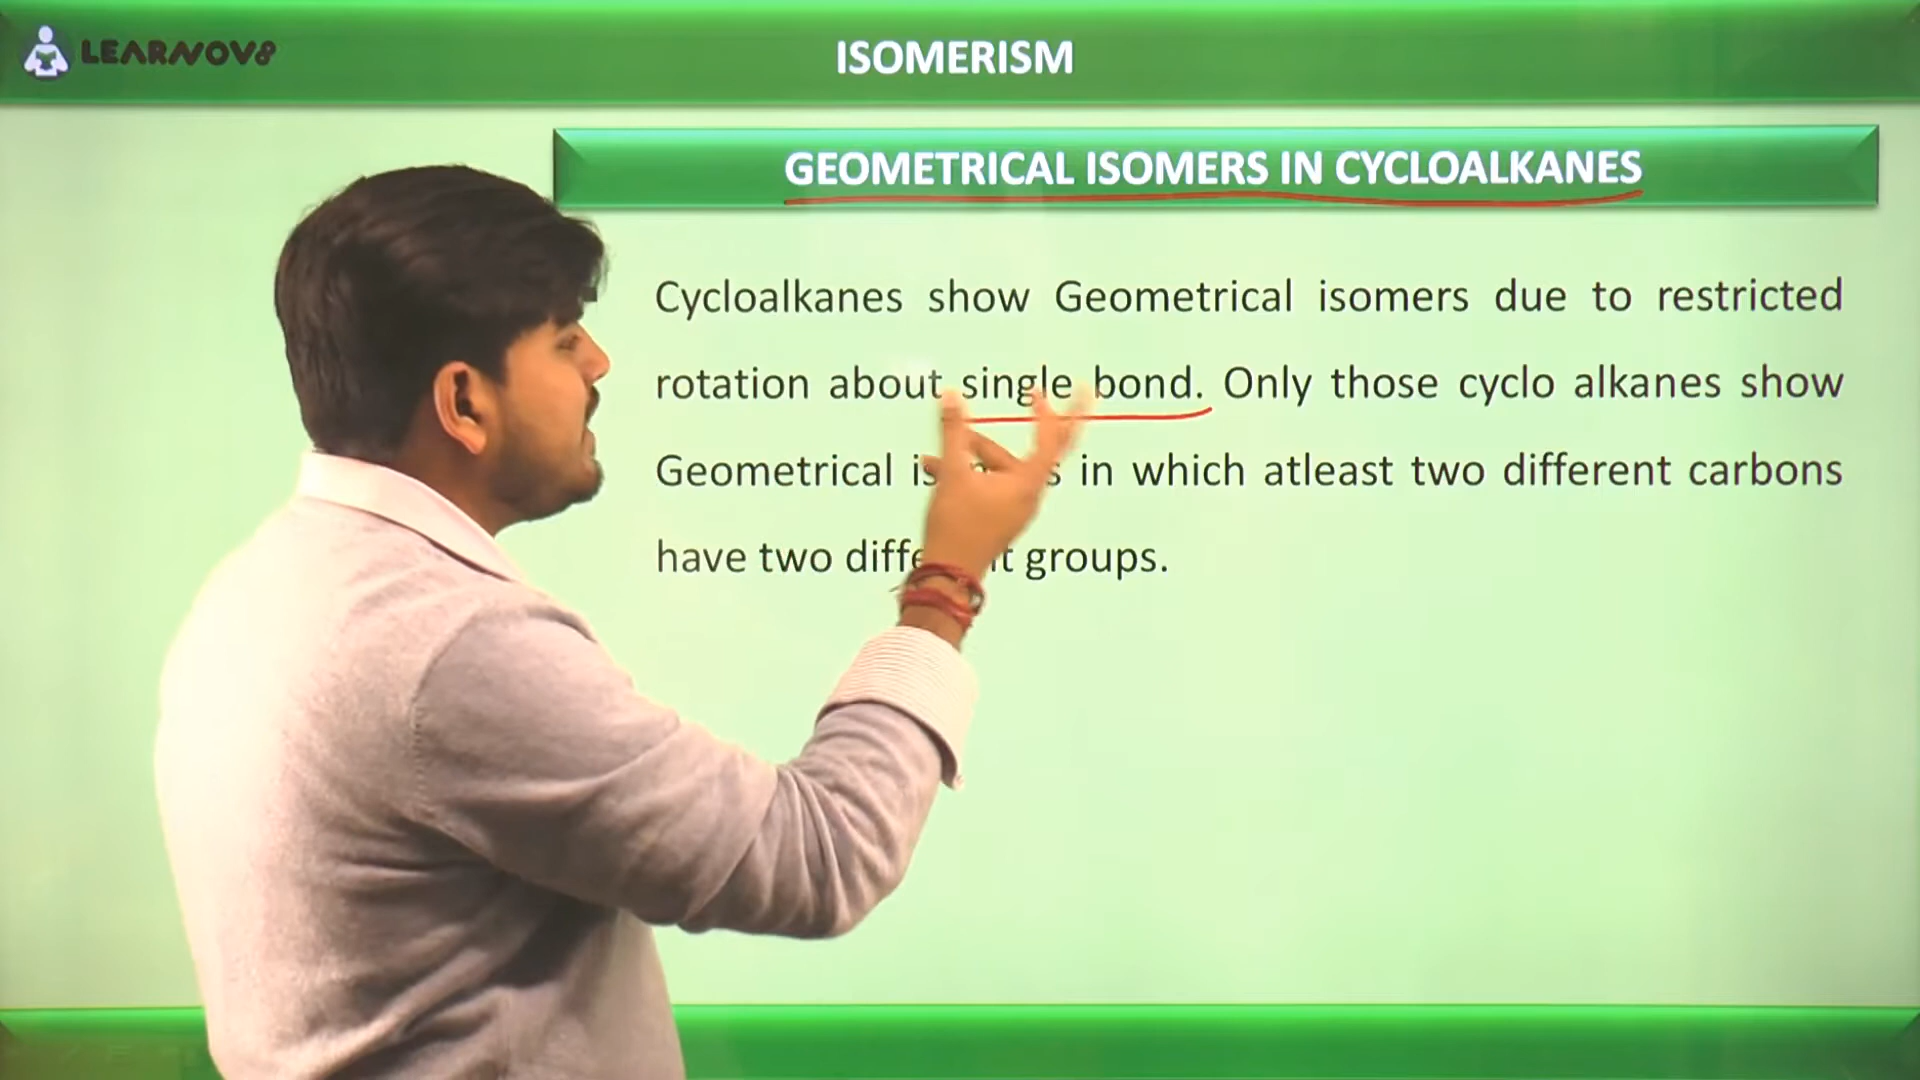 LEARNOV8
ISOMERISM
GEOMETRICAL ISOMERS IN CYCLOALKANES
Cycloalkanes show Geometrical isomers due to restricted
rotation about single bond. Only those cyclo alkanes show
Geometrical in which atleast two different carbons
have two groups.